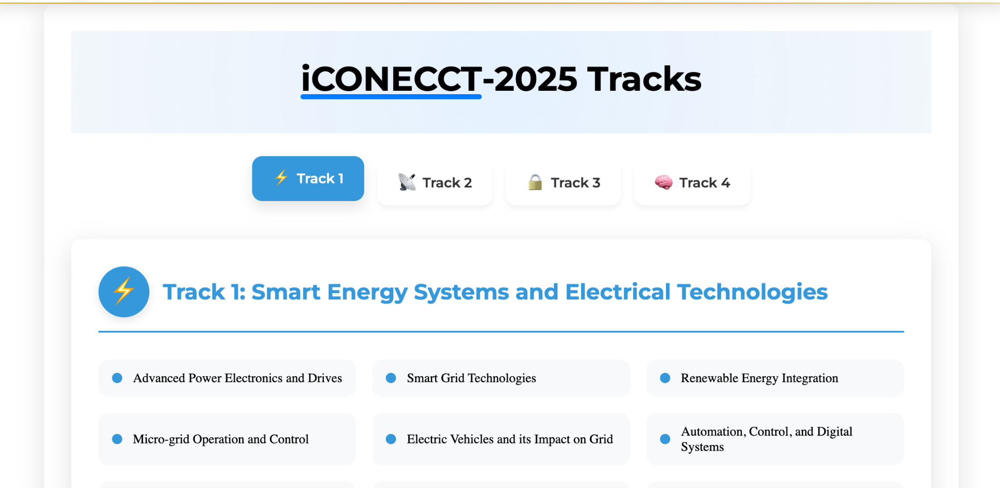 iCONECCT-2025 Tracks
Track 1
Track 2
Track 3
Track 4
Track 1: Smart Energy Systems and Electrical Technologies
Advanced Power Electronics and Drives
Smart Grid Technologies
Renewable Energy Integration
Micro-grid Operation and Control
Electric Vehicles and its Impact on Grid
Automation, Control, and Digital
Systems